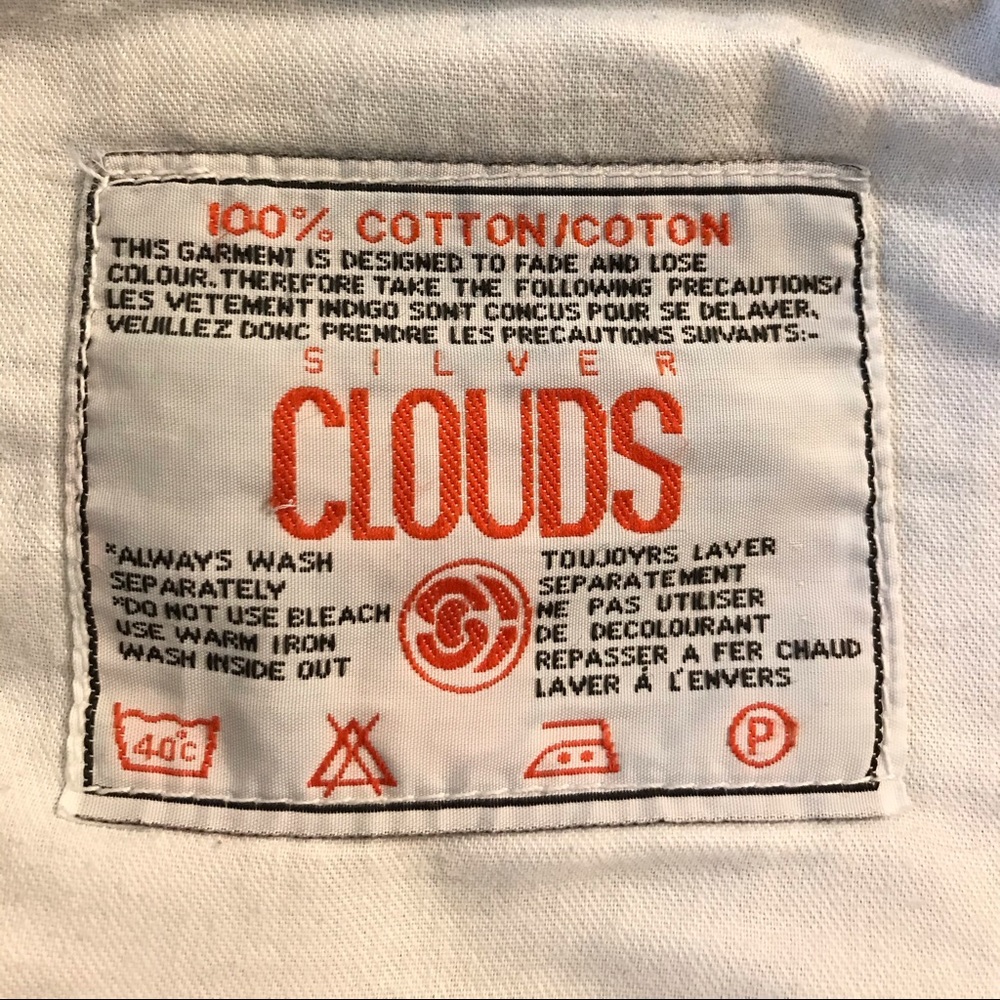 100% COTTON/COTON
THIS GARMENT IS DESIGNED TO FADE AND LOSE
COLOUR. THEREFORE TAKE THE FOLLOWING PRECAUTIONS/
LES VETEMENT INDIGO SONT CONCUS POUR SE DELAVER.
VEUILLEZ DONC PRENDRE LES PRECAUTIONS SUIVANTS:-
SILVER
CLOUDS
*ALWAYS WASH
SEPARATELY
*DO NOT USE BLEACH
USE WARM IRON
WASH INSIDE OUT
TOUJOYRS LAVER
SEPARATEMENT
NE PAS UTILISER
DE DECOLOURANT
REPASSER A FER CHAUD
LAVER Á L'ENVERS
40°C
P